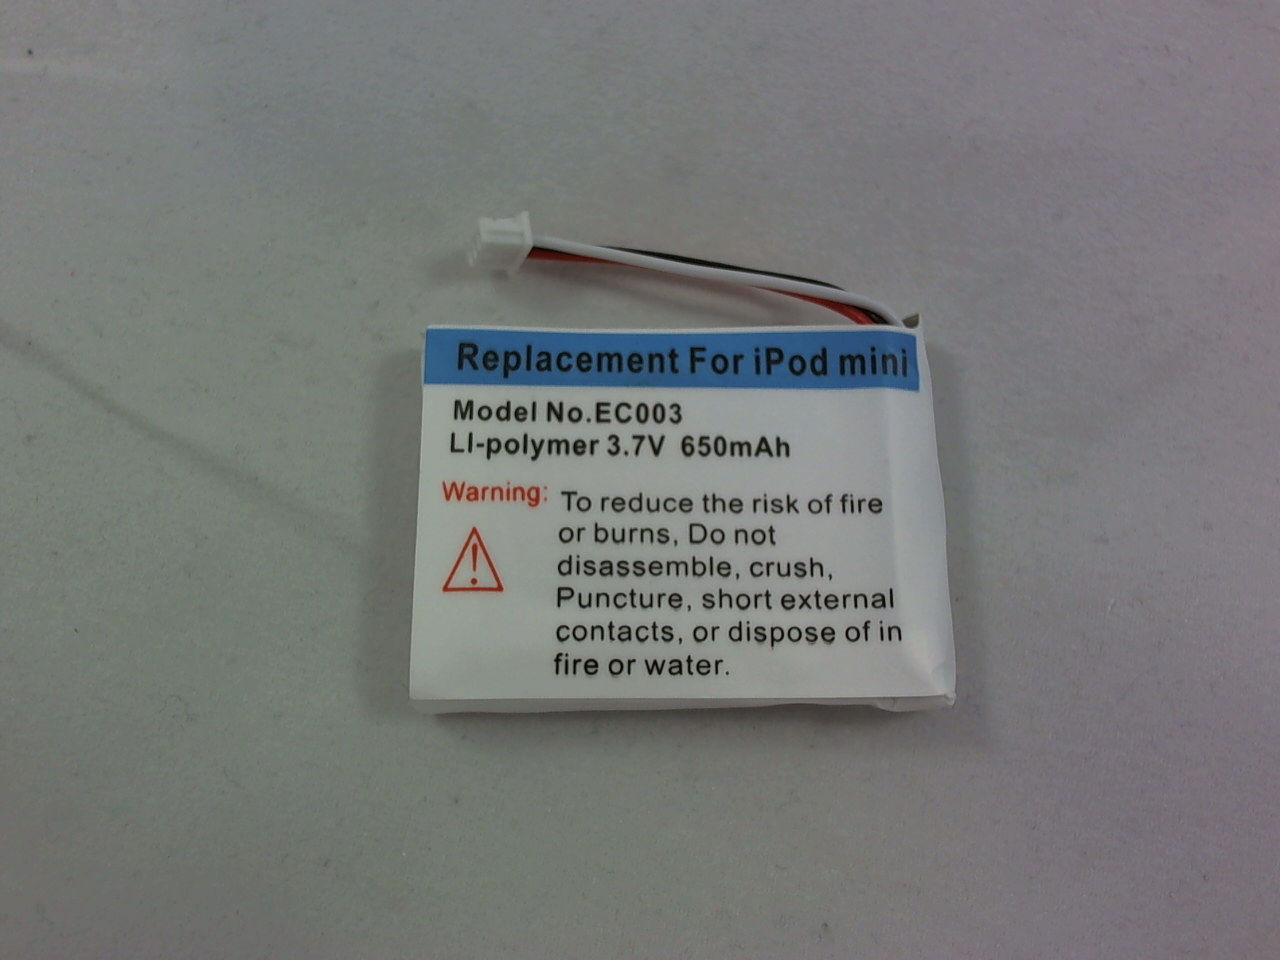 Replacement For iPod mini
Model No.EC003
LI-polymer 3.7V 650mAh
Warning: To reduce the risk of fire
or burns, Do not
disassemble, crush,
Puncture, short external
contacts, or dispose of in
fire or water.